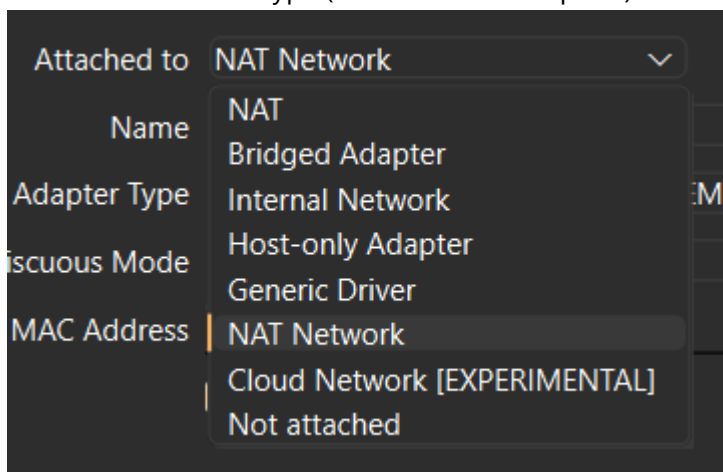 Attached to NAT Network
NAT
Name
Bridged Adapter
Adapter Type Internal Network
Host-only Adapter
Mode
Generic Driver
MAC Address NAT Network
Cloud Network [EXPERIMENTAL]
Not attached